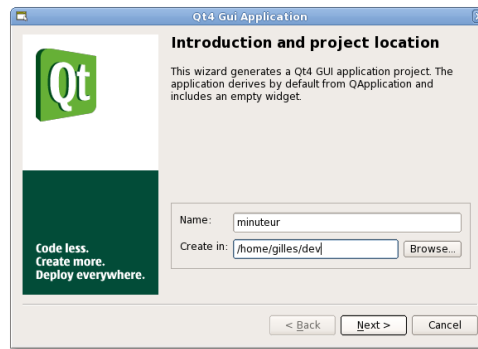 Qt4 Gui Application
Qt
Introduction and project location
This wizard generates a Qt4 GUI application project. The
application derives by default from QApplication and
includes an empty widget.
Name: minuteur
Create in: /home/gilles/dev Browse...
Code less.
Create more.
Deploy everywhere.
< Back Next > Cancel